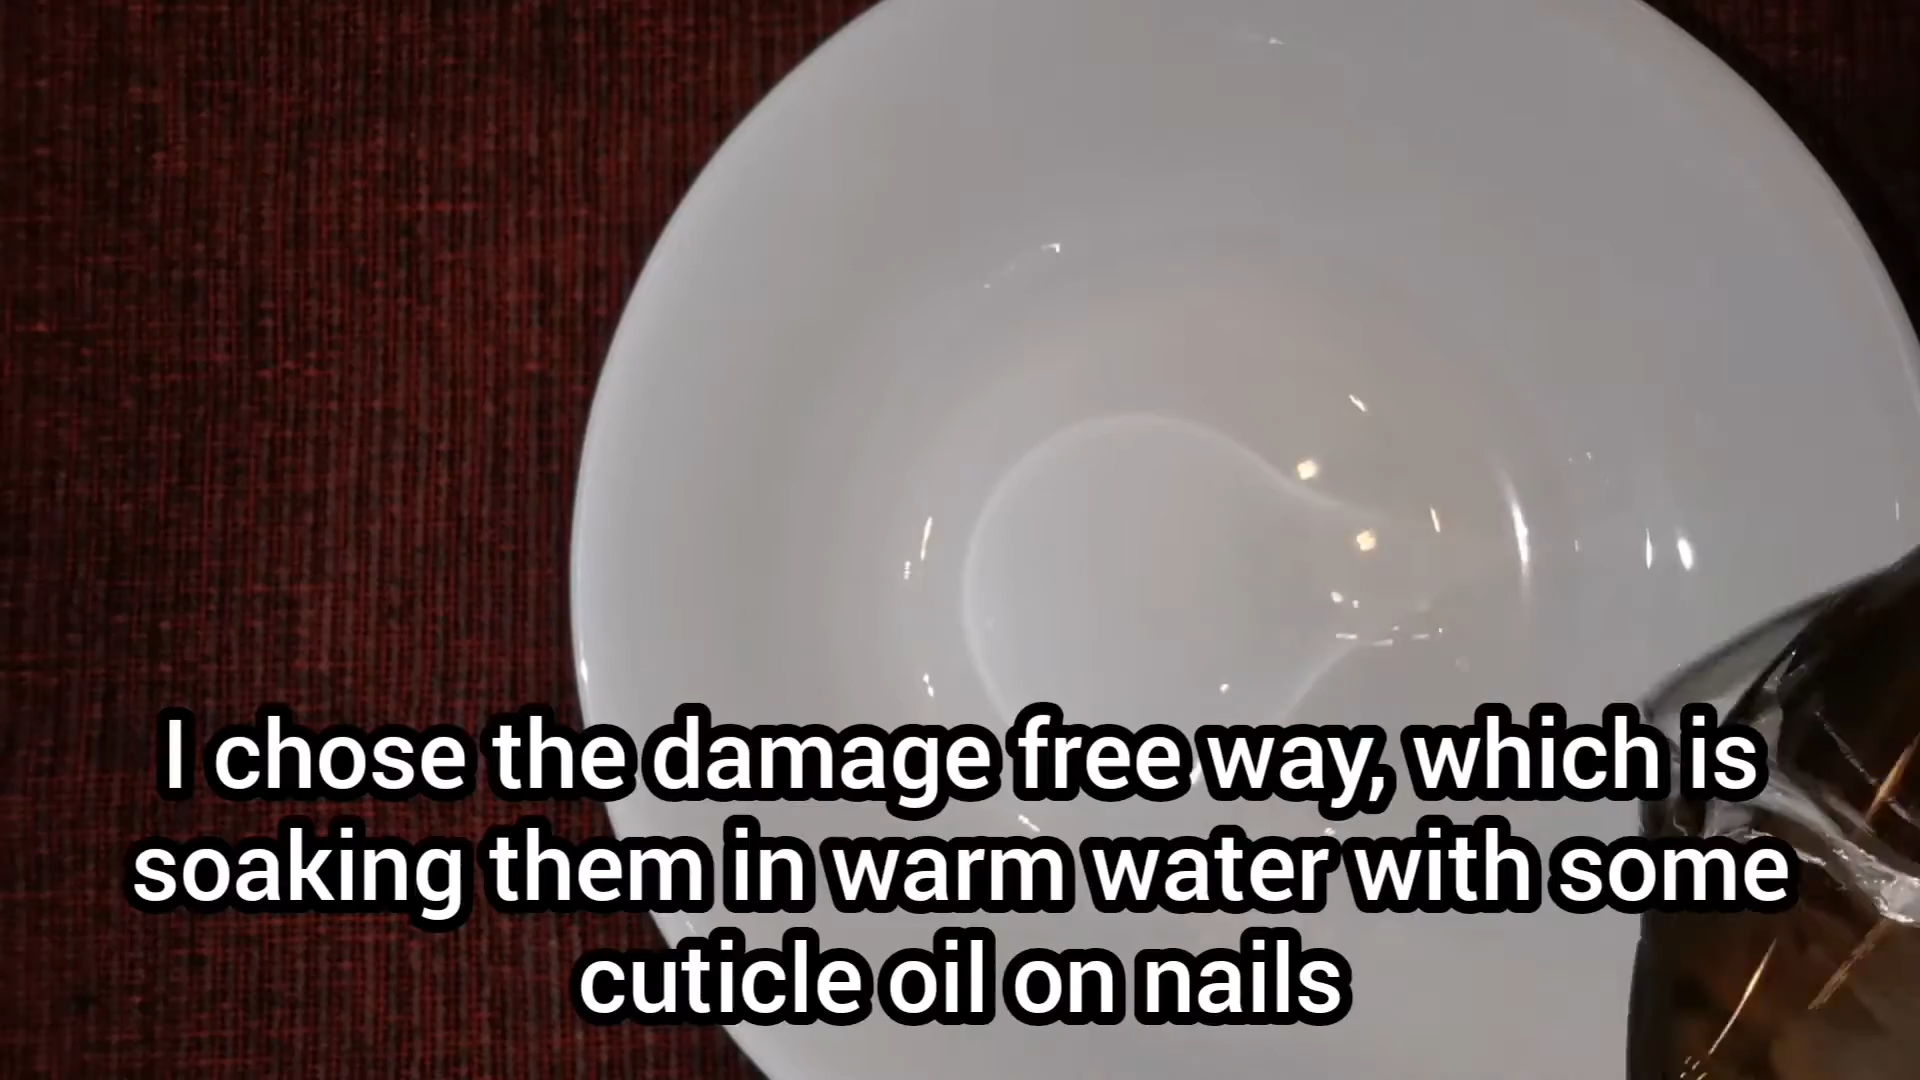 I chose the damage free way, which is
soaking them in warm water with some
cuticle oil on nails